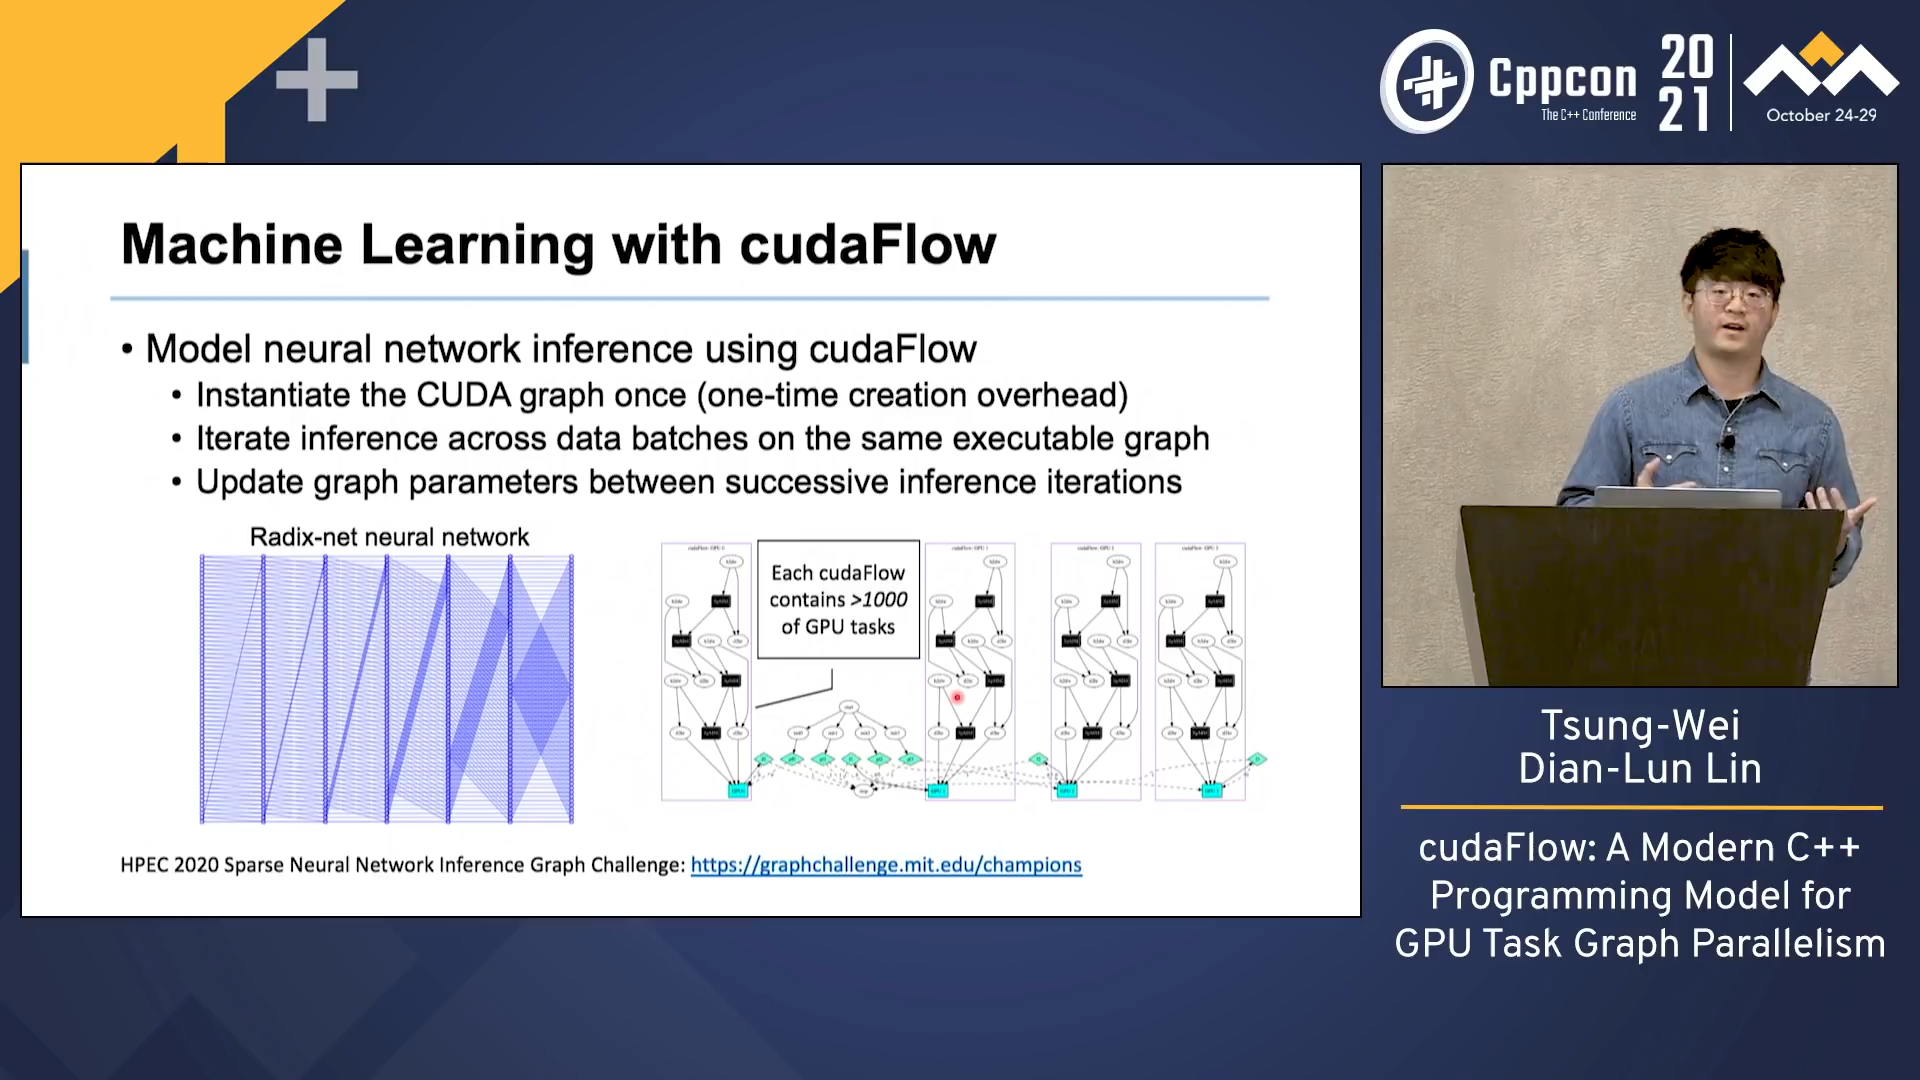 Cppcon
The C++ Conference
20
21
October 24-29
Machine Learning with cudaFlow
• Model neural network inference using cudaFlow
• Instantiate the CUDA graph once (one-time creation overhead)
• Iterate inference across data batches on the same executable graph
• Update graph parameters between successive inference iterations
Radix-net neural network
Each cudaFlow
contains >1000
of GPU tasks
HPEC 2020 Sparse Neural Network Inference Graph Challenge: https://graphchallenge.mit.edu/champions
Tsung-Wei
Dian-Lun Lin
cudaFlow: A Modern C++
Programming Model for
GPU Task Graph Parallelism